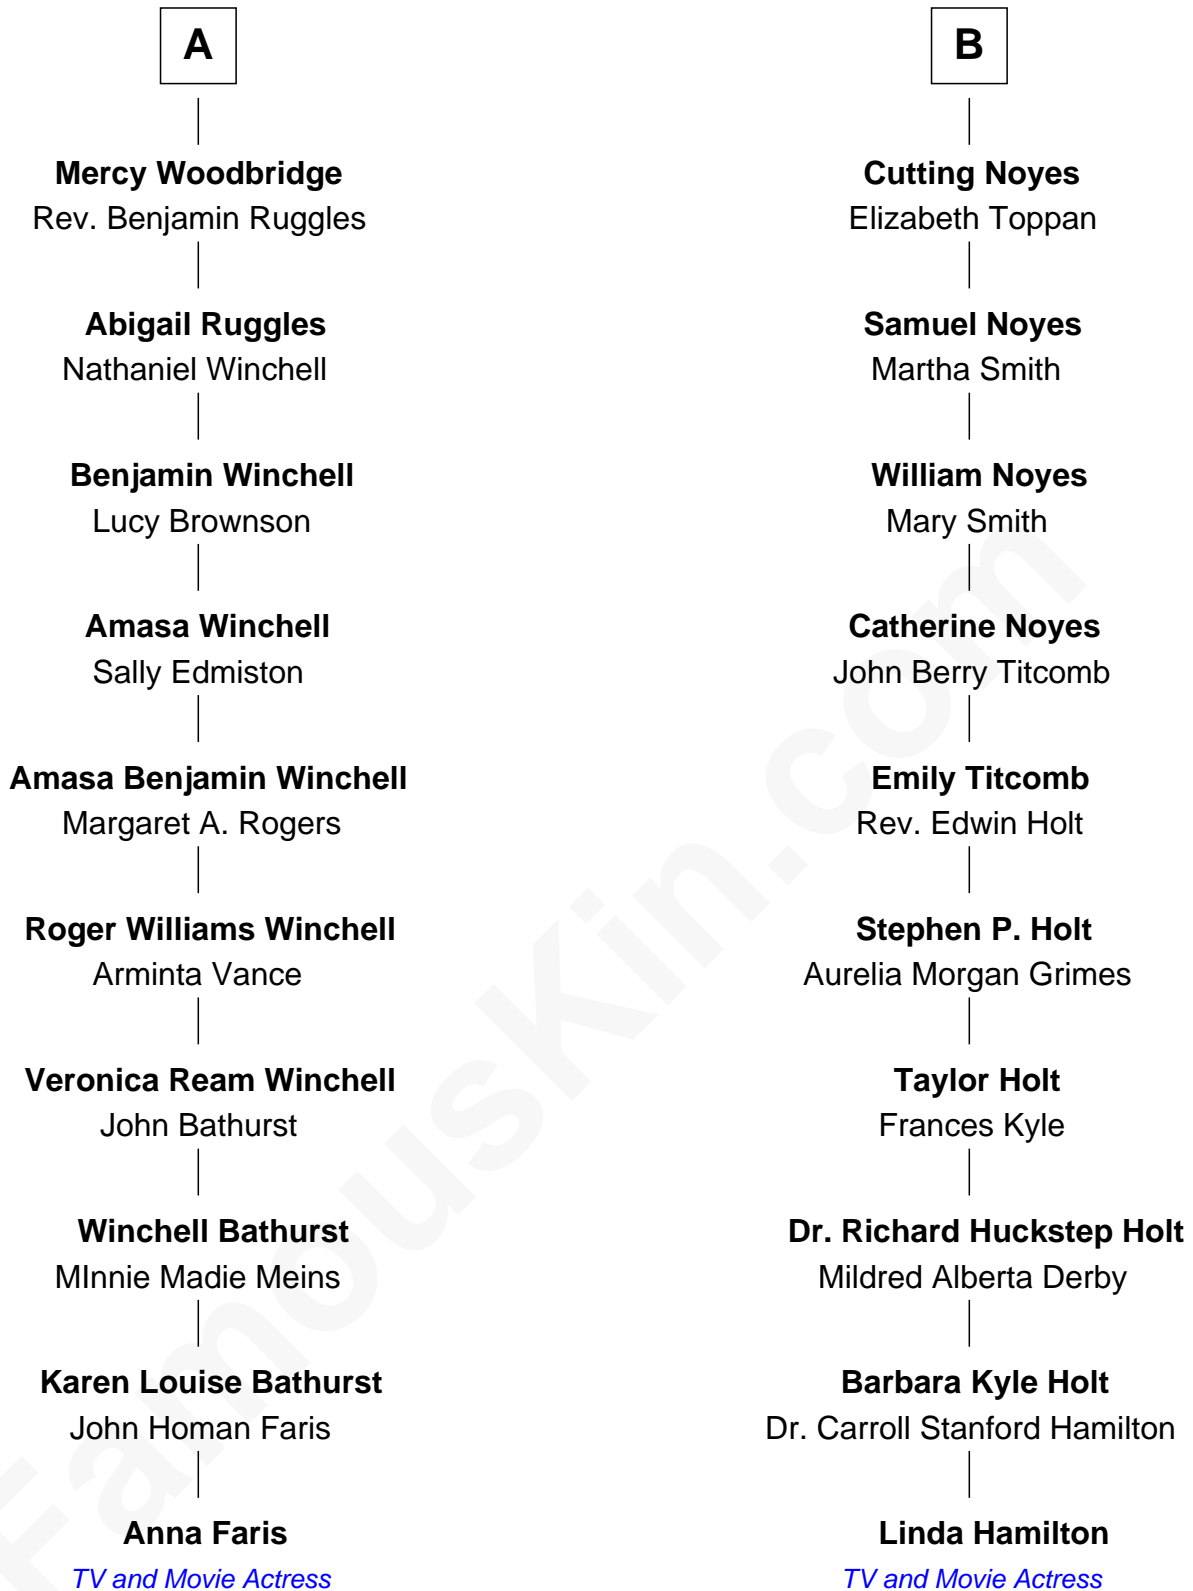 A
Mercy Woodbridge
Rev. Benjamin Ruggles
Abigail Ruggles
Nathaniel Winchell
Benjamin Winchell
Lucy Brownson
Amasa Winchell
Sally Edmiston
Amasa Benjamin Winchell
Margaret A. Rogers
Roger Williams Winchell
Arminta Vance
Veronica Ream Winchell
John Bathurst
Winchell Bathurst
MInnie Madie Meins
Karen Louise Bathurst
John Homan Faris
Anna Faris
TV and Movie Actress
B
Cutting Noyes
Elizabeth Toppan
Samuel Noyes
Martha Smith
William Noyes
Mary Smith
Catherine Noyes
John Berry Titcomb
Emily Titcomb
Rev. Edwin Holt
Stephen P. Holt
Aurelia Morgan Grimes
Taylor Holt
Frances Kyle
Dr. Richard Huckstep Holt
Mildred Alberta Derby
Barbara Kyle Holt
Dr. Carroll Stanford Hamilton
Linda Hamilton
TV and Movie Actress
FamousKin.com